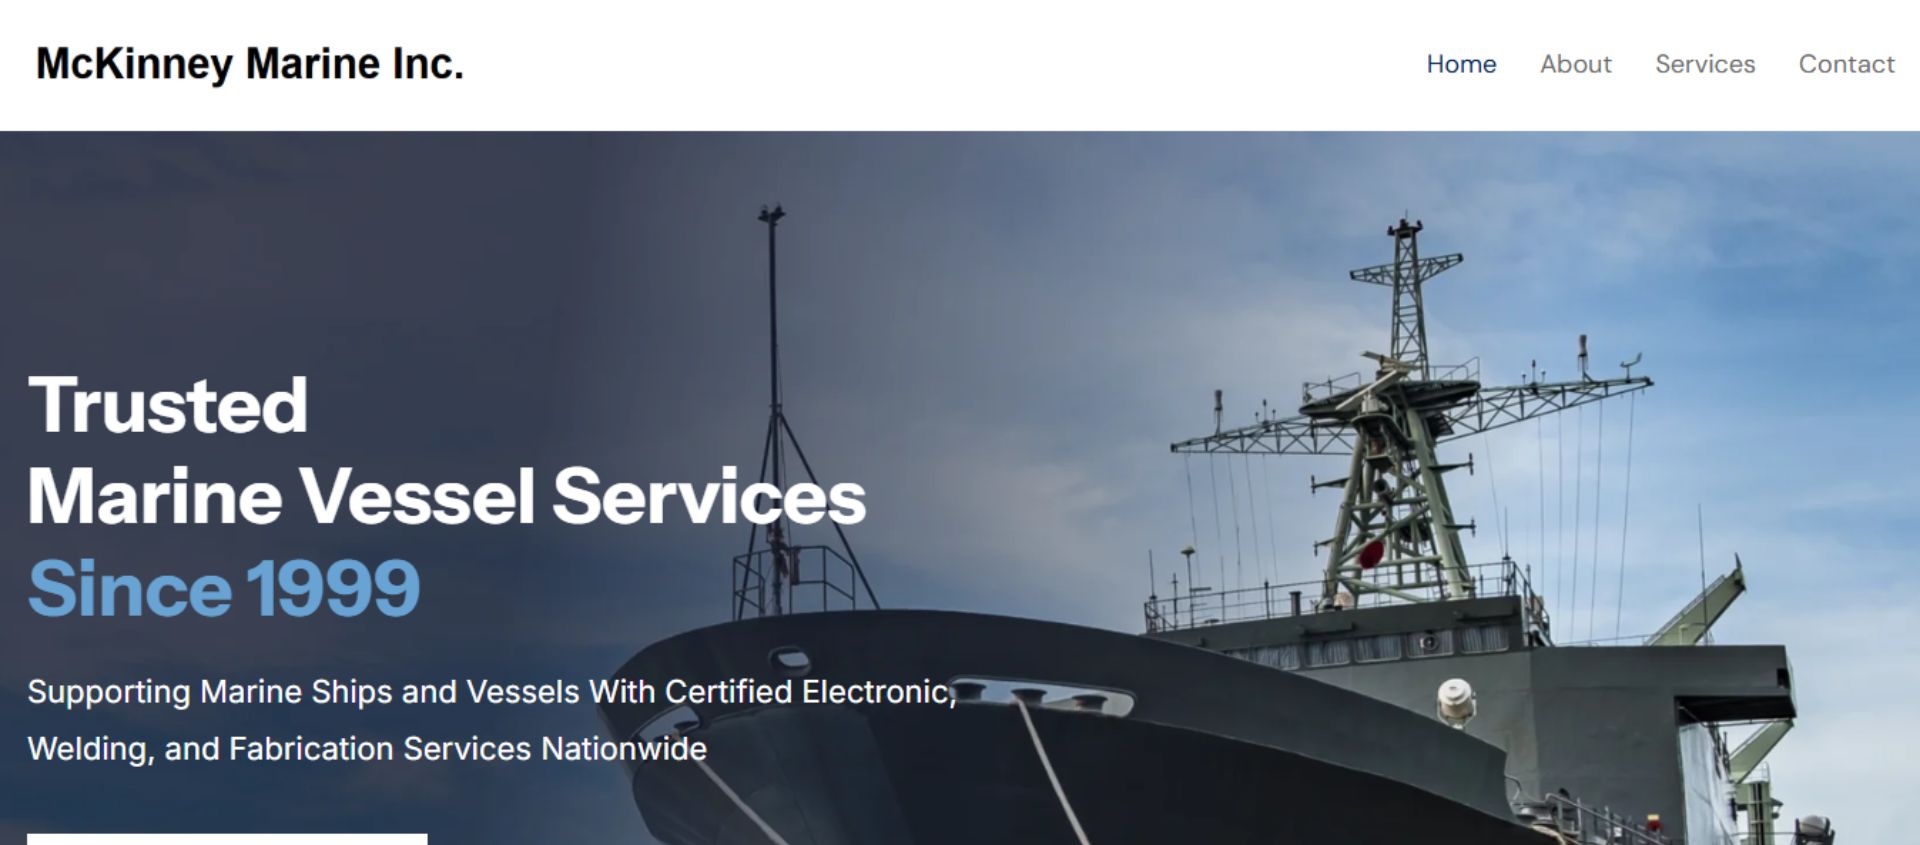 McKinney Marine Inc.
Home About Services Contact
Trusted
Marine Vessel Services
Since 1999
Supporting Marine Ships and Vessels With Certified Electronic,
Welding, and Fabrication Services Nationwide